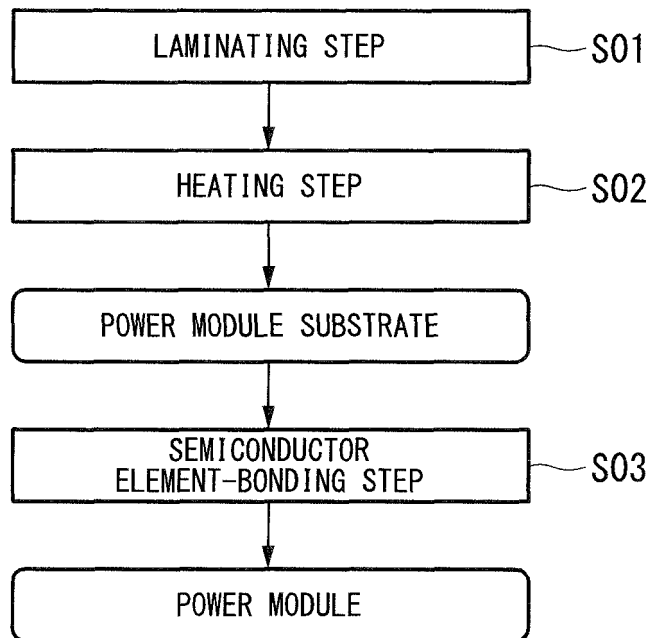 LAMINATING STEP
S01
HEATING STEP
S02
POWER MODULE SUBSTRATE
SEMICONDUCTOR
ELEMENT-BONDING STEP
S03
POWER MODULE